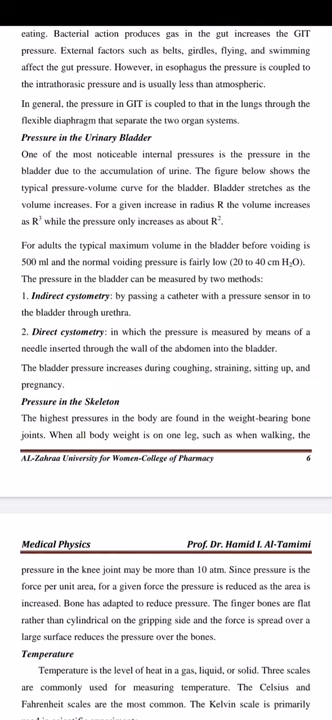 eating. Bacterial action produces gas in the gut increases the GIT
pressure. External factors such as belts, girdles, flying, and swimming
affect the gut pressure. However, in esophagus the pressure is coupled to
the intrathorasic pressure and is usually less than atmospheric.
In general, the pressure in GIT is coupled to that in the lungs through the
flexible diaphragm that separate the two organ systems.
Pressure in the Urinary Bladder
One of the most noticeable internal pressures is the pressure in the
bladder due to the accumulation of urine. The figure below shows the
typical pressure-volume curve for the bladder. Bladder stretches as the
volume increases. For a given increase in radius R the volume increases
as R³ while the pressure only increases as about R².
For adults the typical maximum volume in the bladder before voiding is
500 ml and the normal voiding pressure is fairly low (20 to 40 cm H₂O).
The pressure in the bladder can be measured by two methods:
1. Indirect cystometry: by passing a catheter with a pressure sensor in to
the bladder through urethra.
2. Direct cystometry: in which the pressure is measured by means of a
needle inserted through the wall of the abdomen into the bladder.
The bladder pressure increases during coughing, straining, sitting up, and
pregnancy.
Pressure in the Skeleton
The highest pressures in the body are found in the weight-bearing bone
joints. When all body weight is on one leg, such as when walking, the
AL-Zahraa University for Women-College of Pharmacy 6
Medical Physics Prof. Dr. Hamid I. Al-Tamimi
pressure in the knee joint may be more than 10 atm. Since pressure is the
force per unit area, for a given force the pressure is reduced as the area is
increased. Bone has adapted to reduce pressure. The finger bones are flat
rather than cylindrical on the gripping side and the force is spread over a
large surface reduces the pressure over the bones.
Temperature
Temperature is the level of heat in a gas, liquid, or solid. Three scales
are commonly used for measuring temperature. The Celsius and
Fahrenheit scales are the most common. The Kelvin scale is primarily